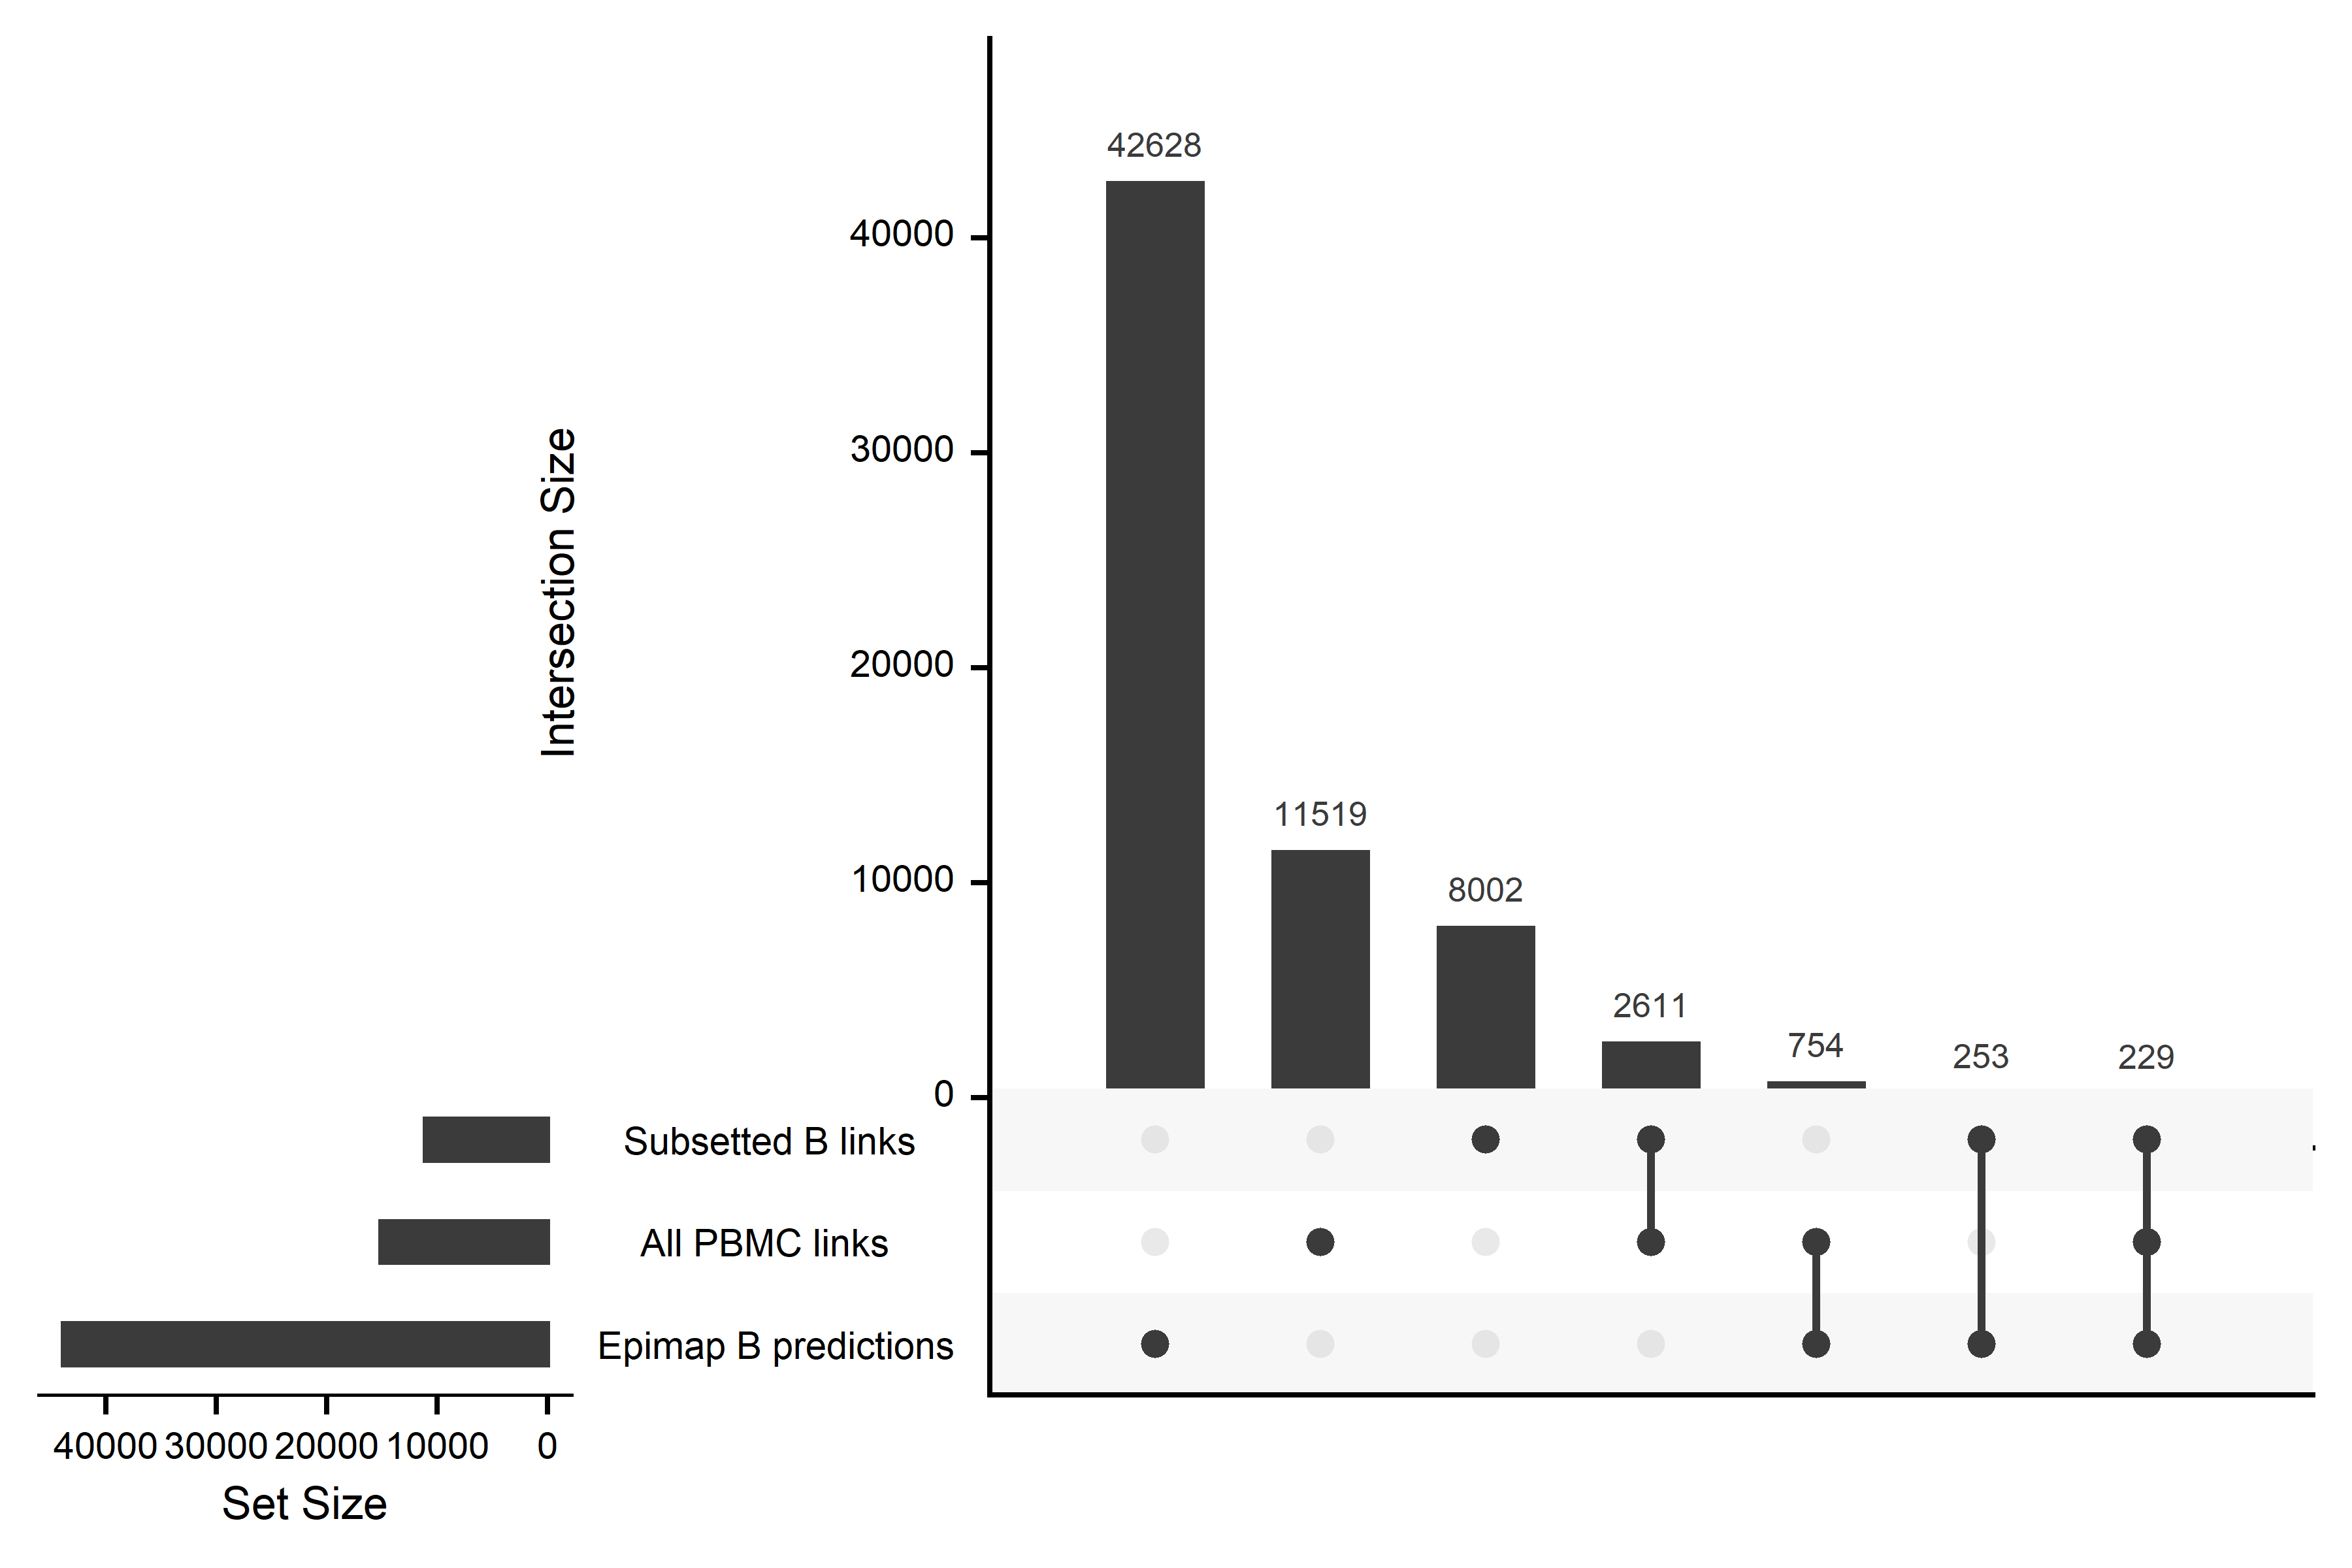 42628
40000
30000
Intersection Size
20000
11519
10000
8002
2611
754
253
229
0
Subsetted B links
All PBMC links
Epimap B predictions
40000 30000 20000 10000 0
Set Size